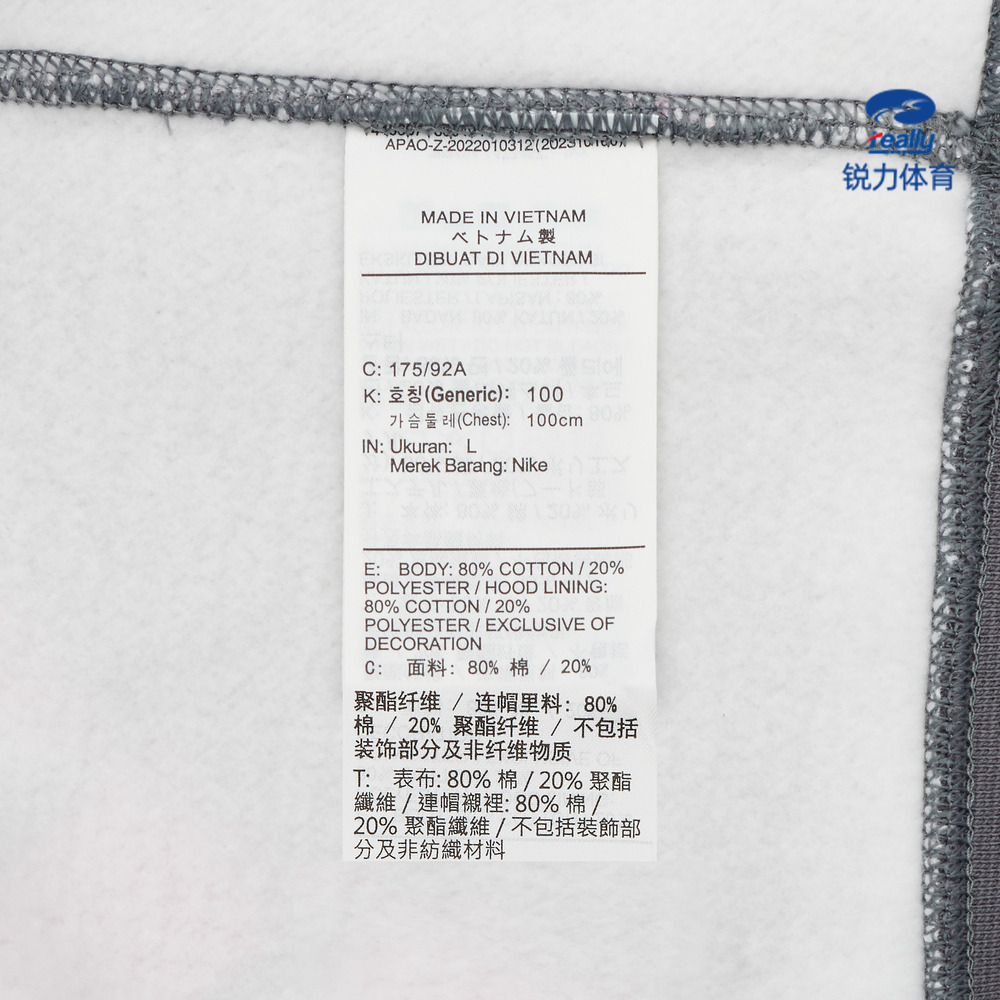 APAO-Z-2022010312
MADE IN VIETNAM
ベトナム製
DIBUAT DI VIETNAM
C: 175/92A
K: 호칭(Generic): 100
가슴둘레(Chest): 100cm
IN: Ukuran: L
Merek Barang: Nike
E: BODY: 80% COTTON / 20%
POLYESTER / HOOD LINING:
80% COTTON / 20%
POLYESTER / EXCLUSIVE OF
DECORATION
C: 面料: 80% 棉 / 20%
聚酯纤维 / 连帽里料: 80%
棉 / 20% 聚酯纤维 / 不包括
装饰部分及非纤维物质
T: 表布: 80% 棉 / 20% 聚酯
纖維 / 連帽襯裡: 80% 棉 /
20% 聚酯纖維 / 不包括裝飾部
分及非紡織材料
really
锐力体育